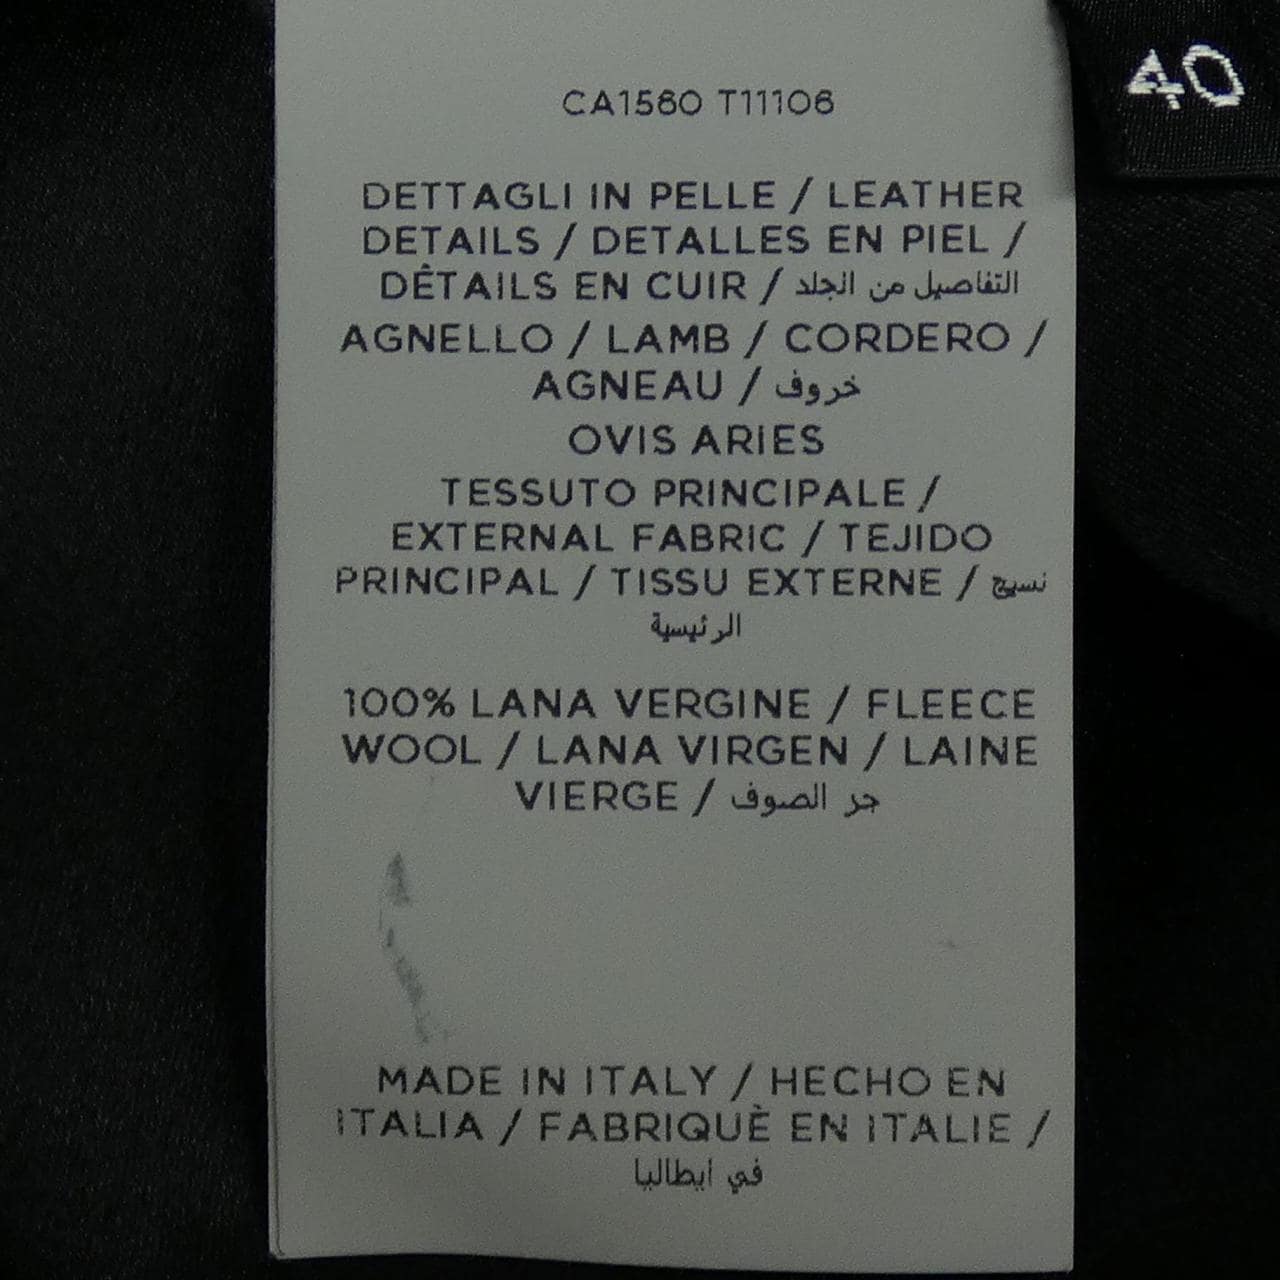 40
CA1560 T11106
DETTAGLI IN PELLE / LEATHER
DETAILS / DETALLES EN PIEL /
DÉTAILS EN CUIR / التفاصيل من الجلد
AGNELLO / LAMB / CORDERO /
AGNEAU / خروف
OVIS ARIES
TESSUTO PRINCIPALE /
EXTERNAL FABRIC / TEJIDO
PRINCIPAL / TISSU EXTERNE / نسيج
الرئيسية
100% LANA VERGINE / FLEECE
WOOL / LANA VIRGEN / LAINE
VIERGE / جز الصوف
MADE IN ITALY / HECHO EN
ITALIA / FABRIQUÈ EN ITALIE /
في ايطاليا